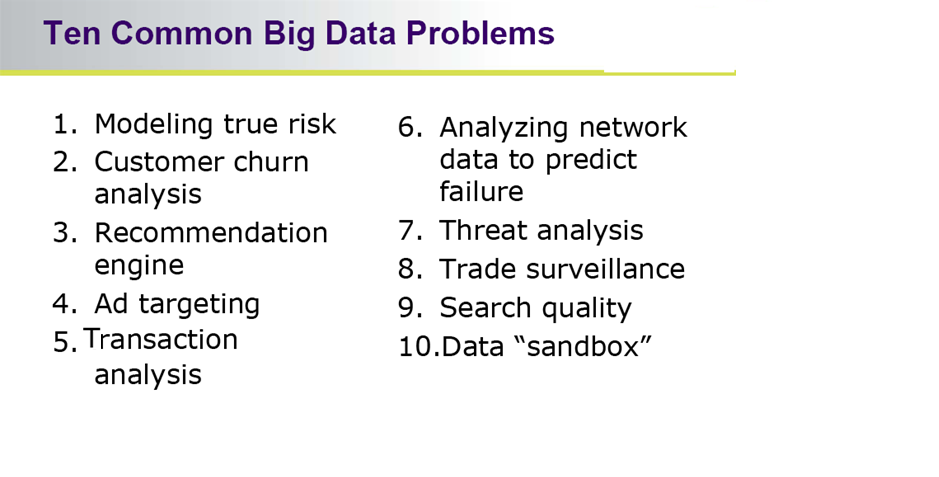 Ten Common Big Data Problems
1. Modeling true risk
2. Customer churn
analysis
3. Recommendation
engine
4. Ad targeting
5. Transaction
analysis
6. Analyzing network
data to predict
failure
7. Threat analysis
8. Trade surveillance
9. Search quality
10.Data “sandbox”